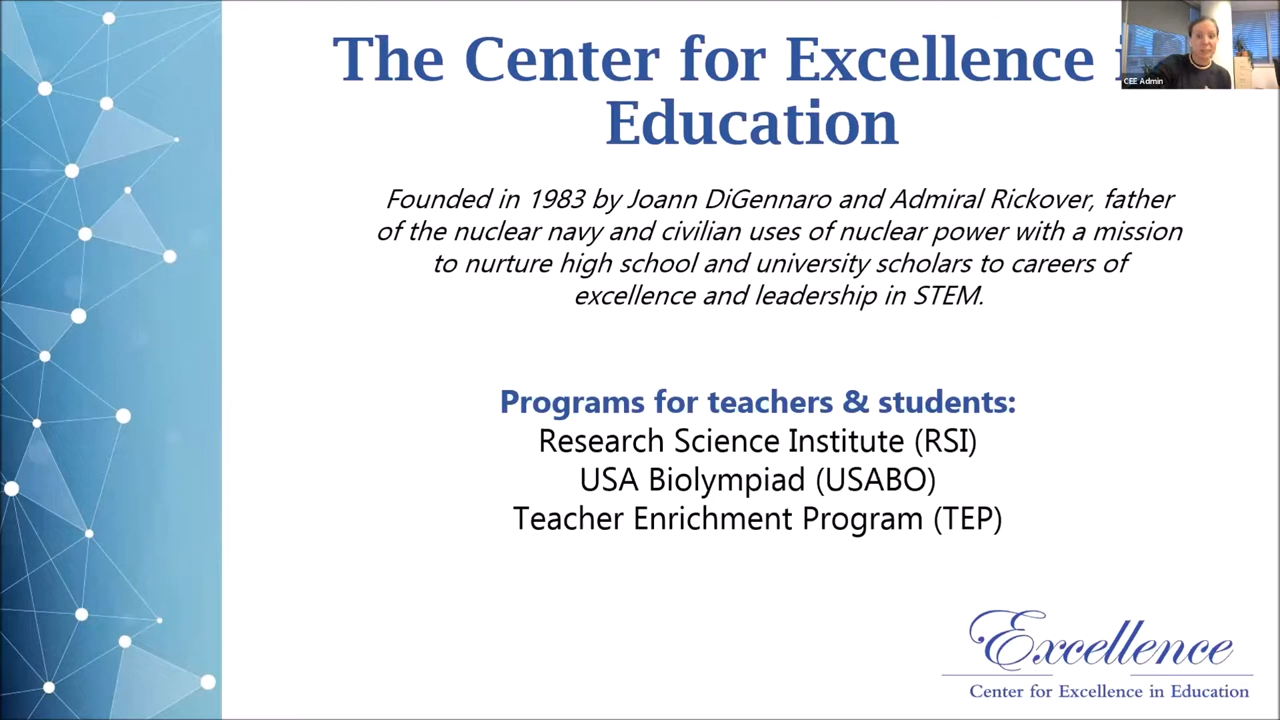 The Center for Excellence i
Education
CEE Admin
Founded in 1983 by Joann DiGennaro and Admiral Rickover, father
of the nuclear navy and civilian uses of nuclear power with a mission
to nurture high school and university scholars to careers of
excellence and leadership in STEM.
Programs for teachers & students:
Research Science Institute (RSI)
USA Biolympiad (USABO)
Teacher Enrichment Program (TEP)
Excellence
Center for Excellence in Education